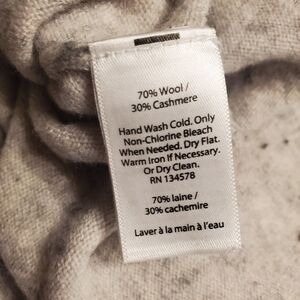 70% Wool /
30% Cashmere
Hand Wash Cold. Only
Non-Chlorine Bleach
When Needed. Dry Flat.
Warm Iron If Necessary.
Or Dry Clean.
RN 134578
70% laine /
30% cachemire
Laver à la main à l'eau